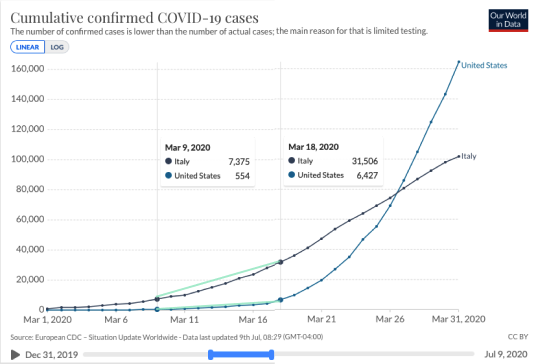 Cumulative confirmed COVID-19 cases
The number of confirmed cases is lower than the number of actual cases; the main reason for that is limited testing.
Our World
in Data
LINEAR LOG
160,000
140,000
120,000
100,000
80,000
60,000
40,000
20,000
0
United States
Italy
Mar 9, 2020
Italy 7,375
United States 554
Mar 18, 2020
Italy 31,506
United States 6,427
Mar 1, 2020 Mar 6 Mar 11 Mar 16 Mar 21 Mar 26 Mar 31, 2020
Source: European CDC – Situation Update Worldwide - Data last updated 9th Jul, 08:29 (GMT-04:00) CC BY
Dec 31, 2019 Jul 9, 2020